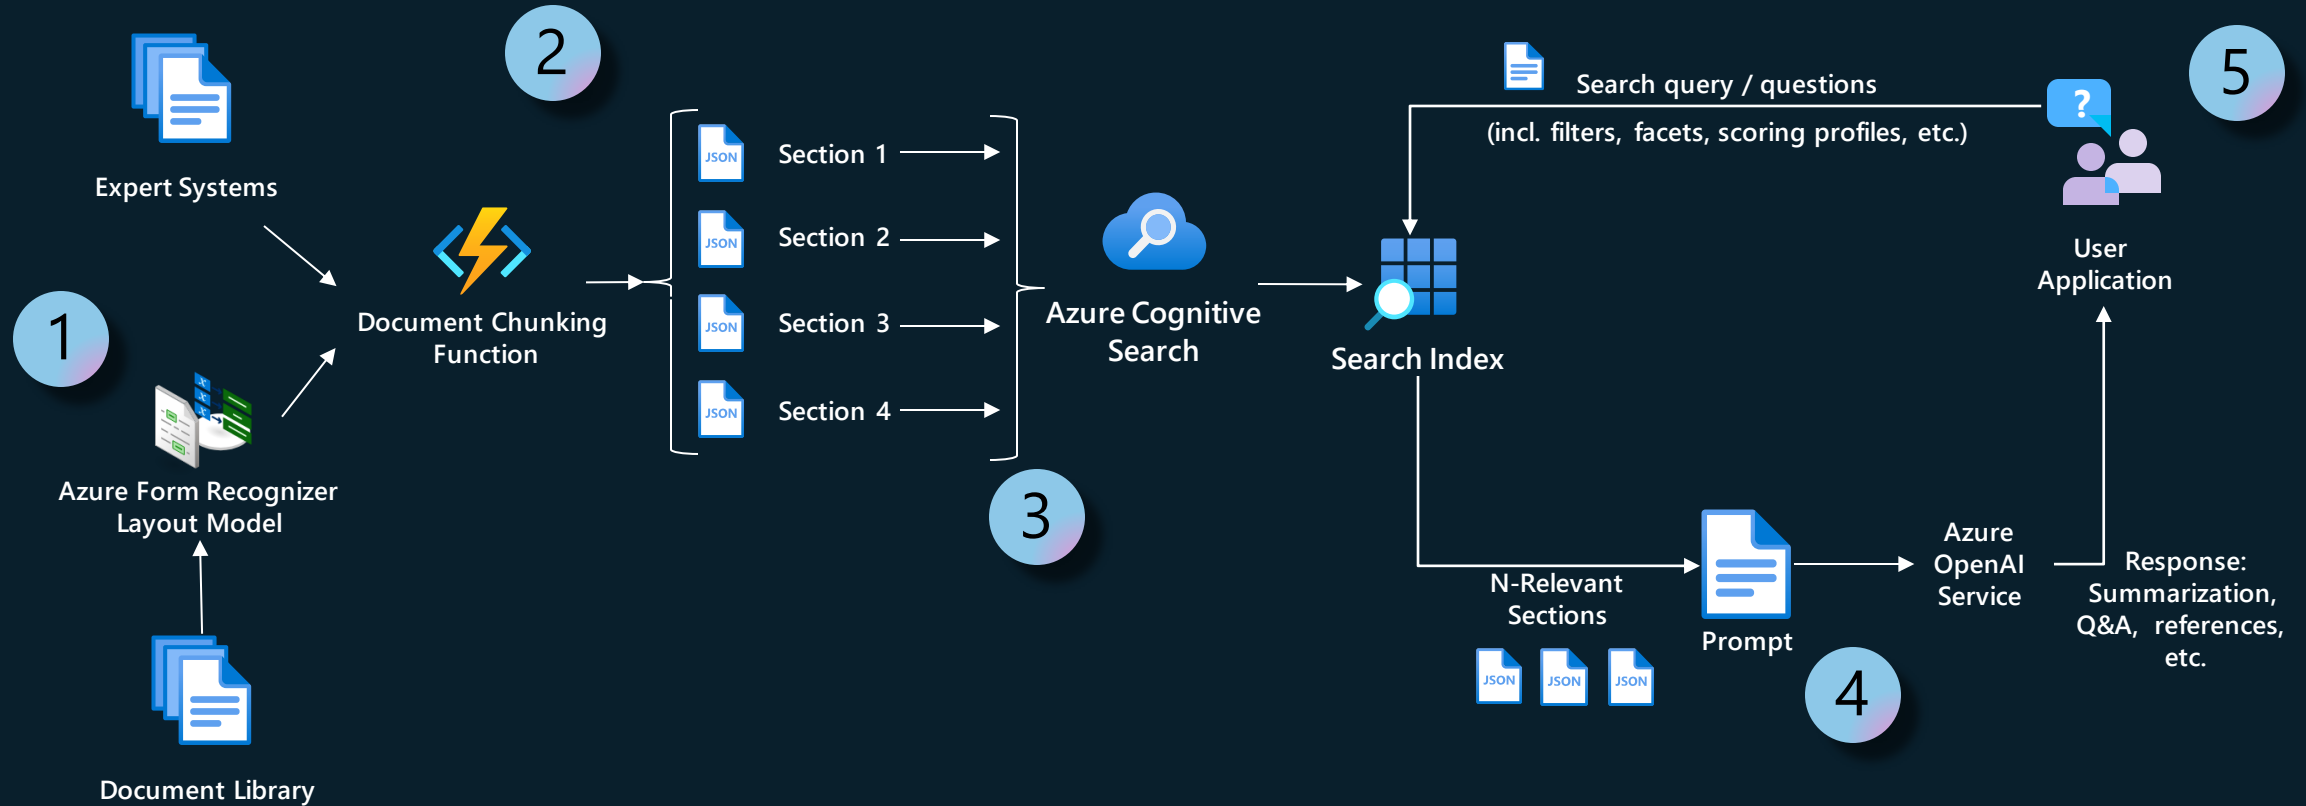 1
Expert Systems
Azure Form Recognizer
Layout Model
Document Library
2
Document Chunking
Function
JSON
Section 1
JSON
Section 2
JSON
Section 3
JSON
Section 4
3
Azure Cognitive
Search
Search query / questions
(incl. filters, facets, scoring profiles, etc.)
Search Index
N-Relevant
Sections
JSON
JSON
JSON
Prompt
4
Azure
OpenAI
Service
Response:
Summarization,
Q&A, references,
etc.
5
?
User
Application